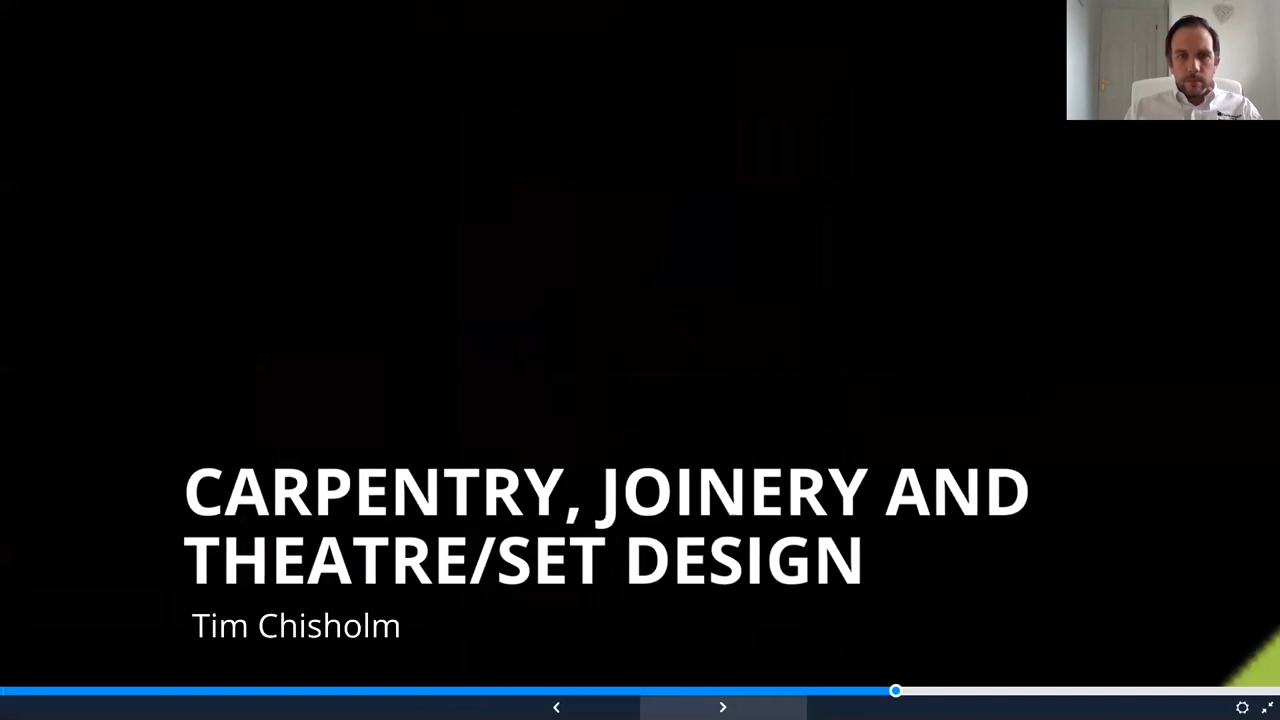 CARPENTRY, JOINERY AND
THEATRE/SET DESIGN
Tim Chisholm